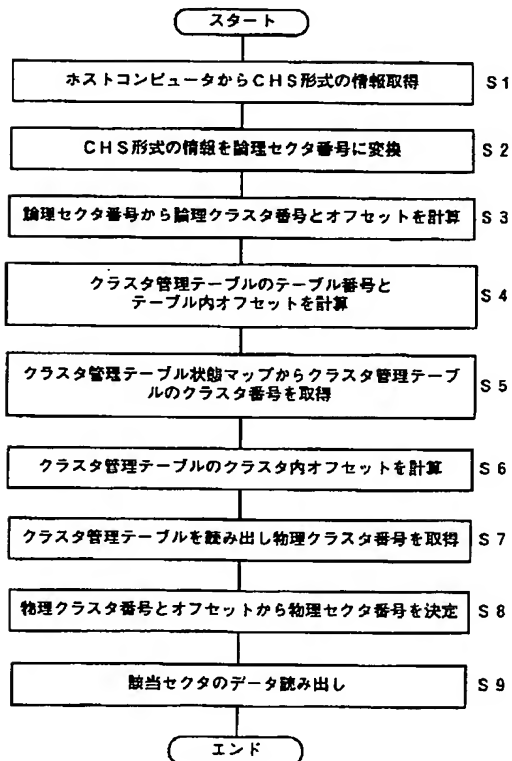 スタート
ホストコンピュータからCHS形式の情報取得 S1
CHS形式の情報を論理セクタ番号に変換 S2
論理セクタ番号から論理クラスタ番号とオフセットを計算 S3
クラスタ管理テーブルのテーブル番号と
テーブル内オフセットを計算 S4
クラスタ管理テーブル状態マップからクラスタ管理テーブ
ルのクラスタ番号を取得 S5
クラスタ管理テーブルのクラスタ内オフセットを計算 S6
クラスタ管理テーブルを読み出し物理クラスタ番号を取得 S7
物理クラスタ番号とオフセットから物理セクタ番号を決定 S8
該当セクタのデータ読み出し S9
エンド